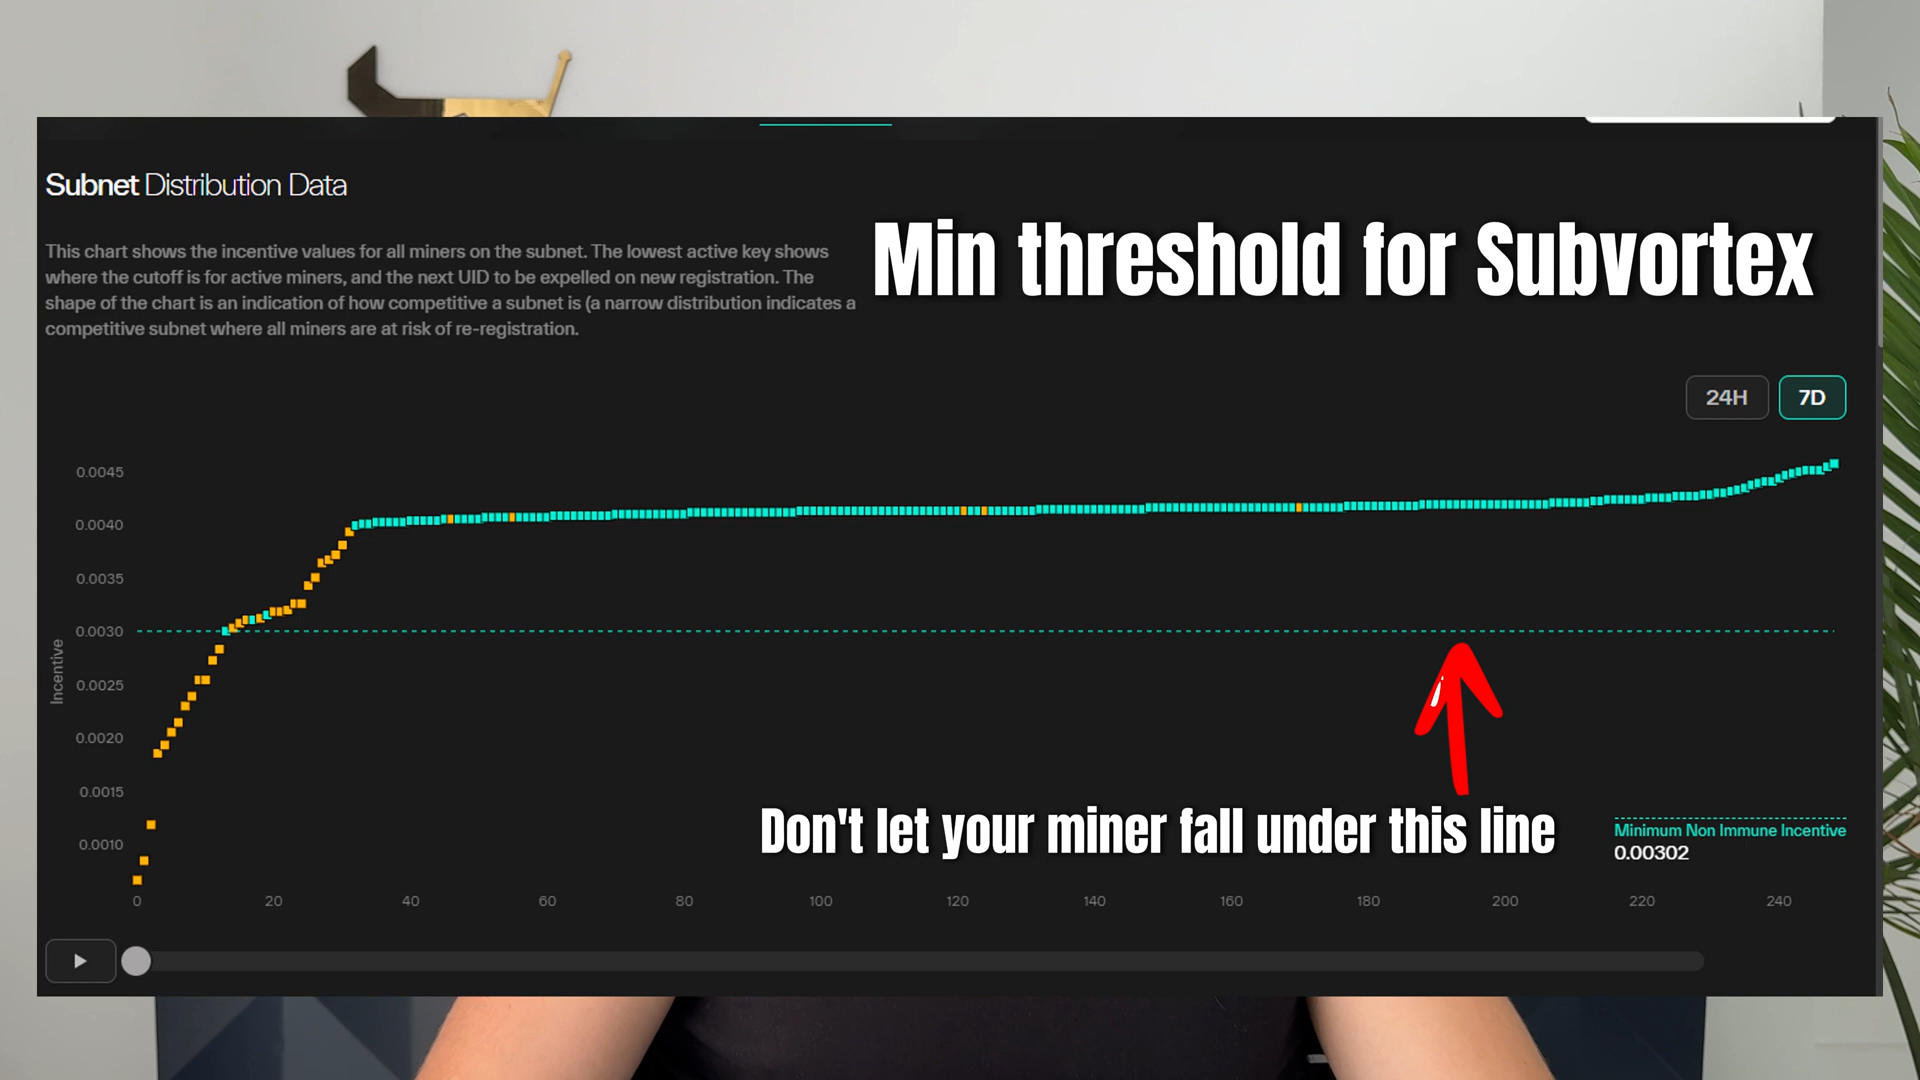 Subnet Distribution Data
This chart shows the incentive values for all miners on the subnet. The lowest active key shows
where the cutoff is for active miners, and the next UID to be expelled on new registration. The
shape of the chart is an indication of how competitive a subnet is (a narrow distribution indicates a
competitive subnet where all miners are at risk of re-registration.
Min threshold for Subvortex
24H
7D
0.0045
0.0040
0.0035
0.0030
0.0025
0.0020
0.0015
0.0010
Incentive
Don't let your miner fall under this line
Minimum Non Immune Incentive
0.00302
0 20 40 60 80 100 120 140 160 180 200 220 240